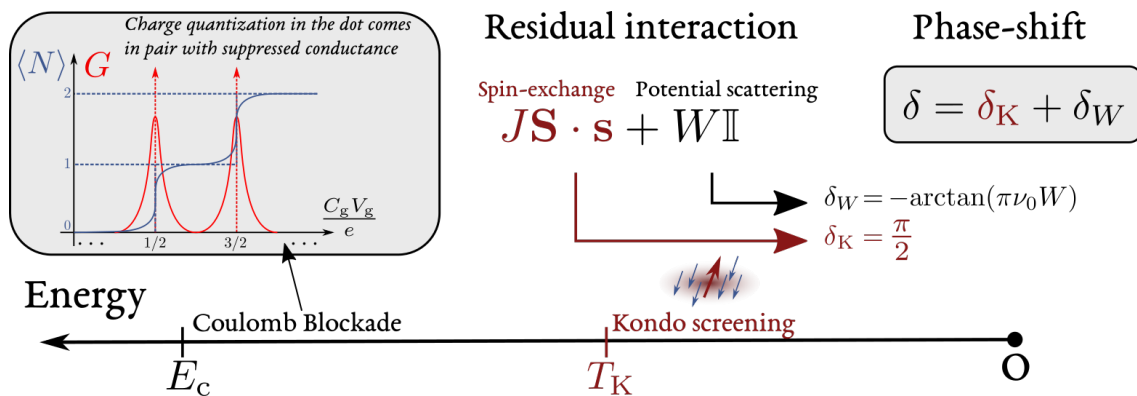 Charge quantization in the dot comes
in pair with suppressed conductance
⟨N⟩ G
2
1
0
. . . 1/2 3/2 . . .
C_g V_g / e
Residual interaction
Spin-exchange Potential scattering
J𝐒 · 𝐬 + W𝕀
Phase-shift
δ = δ_K + δ_W
δ_W = −arctan(πν₀W)
δ_K = π/2
Energy
Coulomb Blockade
Kondo screening
E_c T_K 0